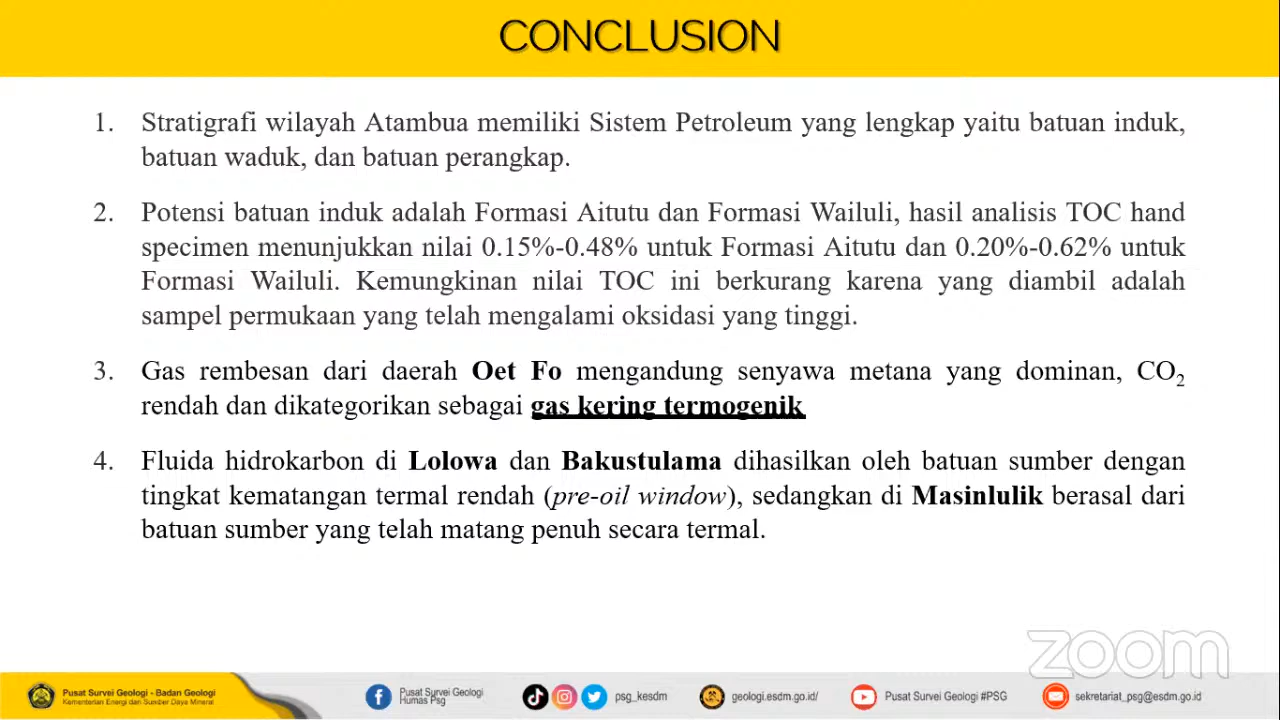 CONCLUSION
1. Stratigrafi wilayah Atambua memiliki Sistem Petroleum yang lengkap yaitu batuan induk,
batuan waduk, dan batuan perangkap.
2. Potensi batuan induk adalah Formasi Aitutu dan Formasi Wailuli, hasil analisis TOC hand
specimen menunjukkan nilai 0.15%-0.48% untuk Formasi Aitutu dan 0.20%-0.62% untuk
Formasi Wailuli. Kemungkinan nilai TOC ini berkurang karena yang diambil adalah
sampel permukaan yang telah mengalami oksidasi yang tinggi.
3. Gas rembesan dari daerah Oet Fo mengandung senyawa metana yang dominan, CO₂
rendah dan dikategorikan sebagai gas kering termogenik
4. Fluida hidrokarbon di Lolowa dan Bakustulama dihasilkan oleh batuan sumber dengan
tingkat kematangan termal rendah (pre-oil window), sedangkan di Masinlulik berasal dari
batuan sumber yang telah matang penuh secara termal.
zoom
Pusat Survei Geologi - Badan Geologi
Kementerian Energi dan Sumber Daya Mineral
Pusat Survei Geologi
Humas Psg
psg_kesdm
geologi.esdm.go.id/
Pusat Survei Geologi #PSG
sekretariat_psg@esdm.go.id